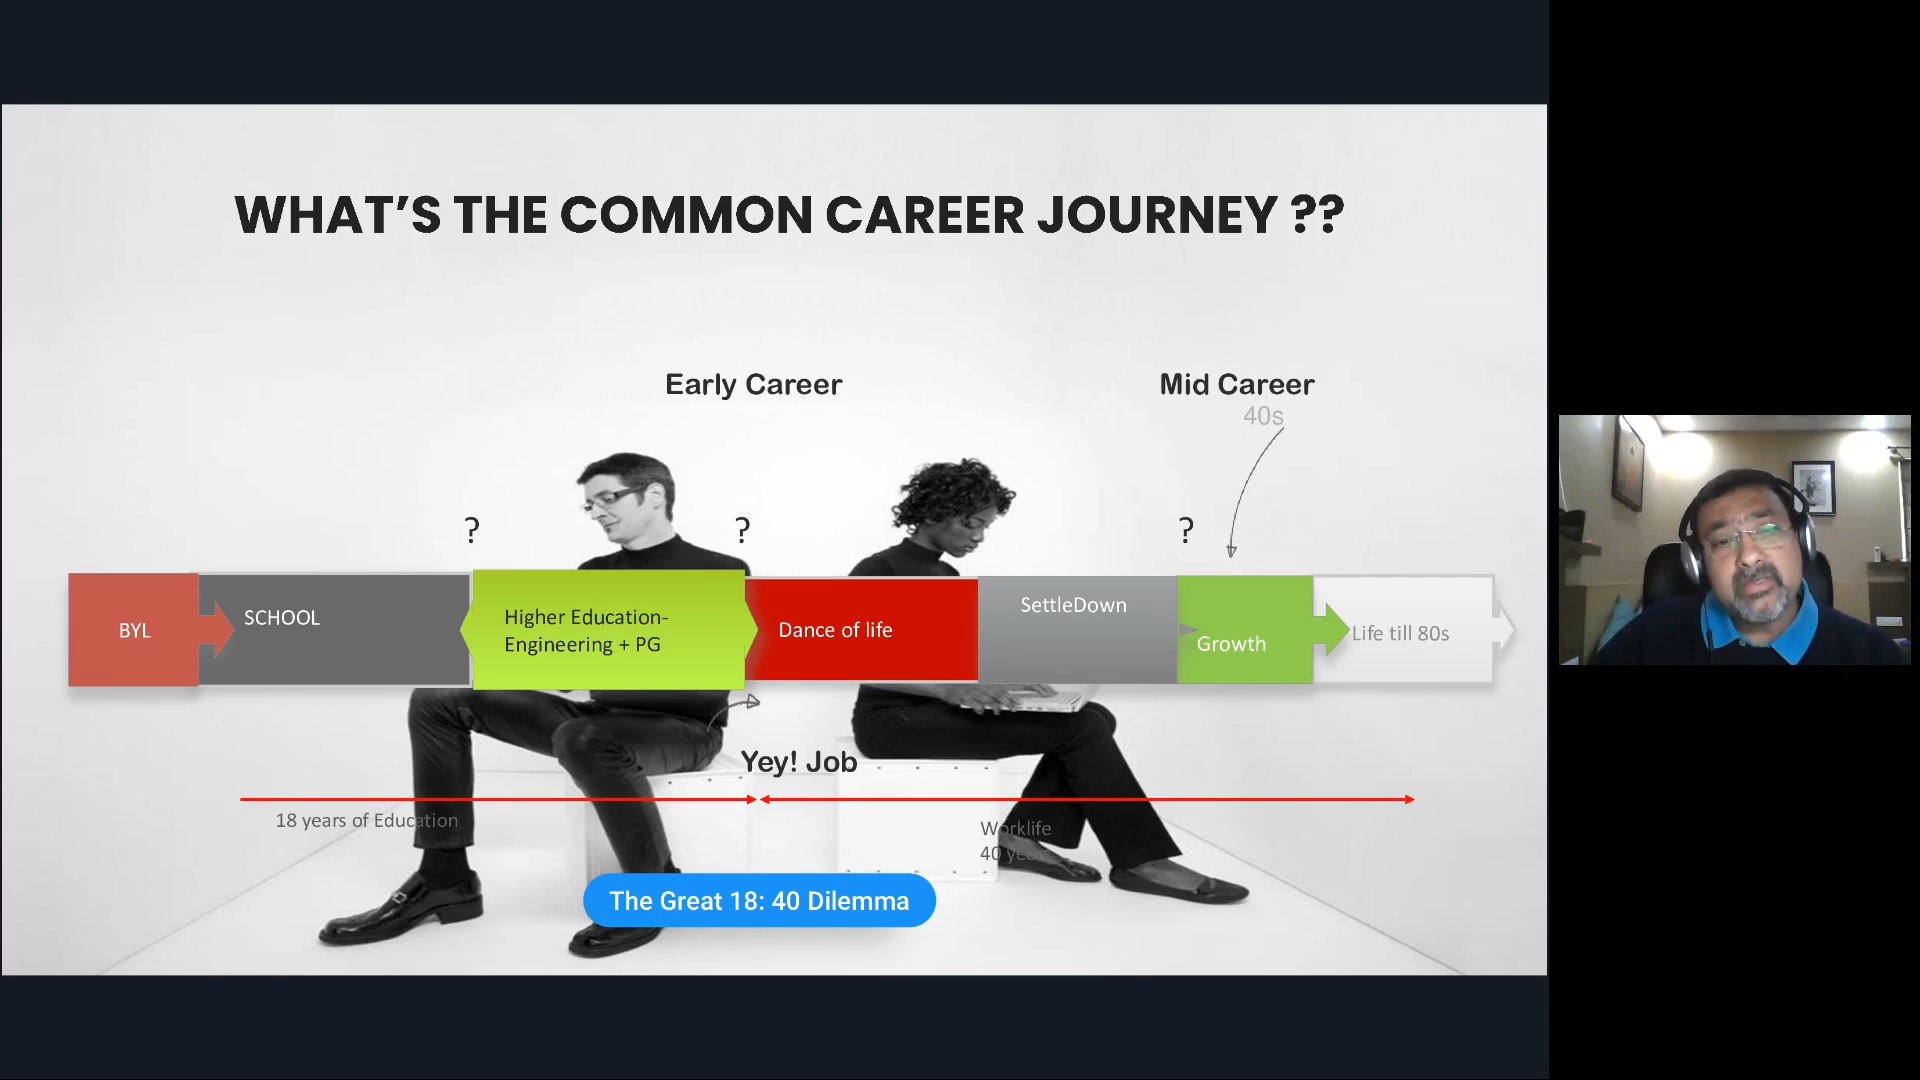 WHAT’S THE COMMON CAREER JOURNEY ??
Early Career
Mid Career
40s
?
?
?
BYL
SCHOOL
Higher Education-
Engineering + PG
Dance of life
SettleDown
Growth
Life till 80s
Yey! Job
18 years of Education
Worklife
40 years
The Great 18: 40 Dilemma